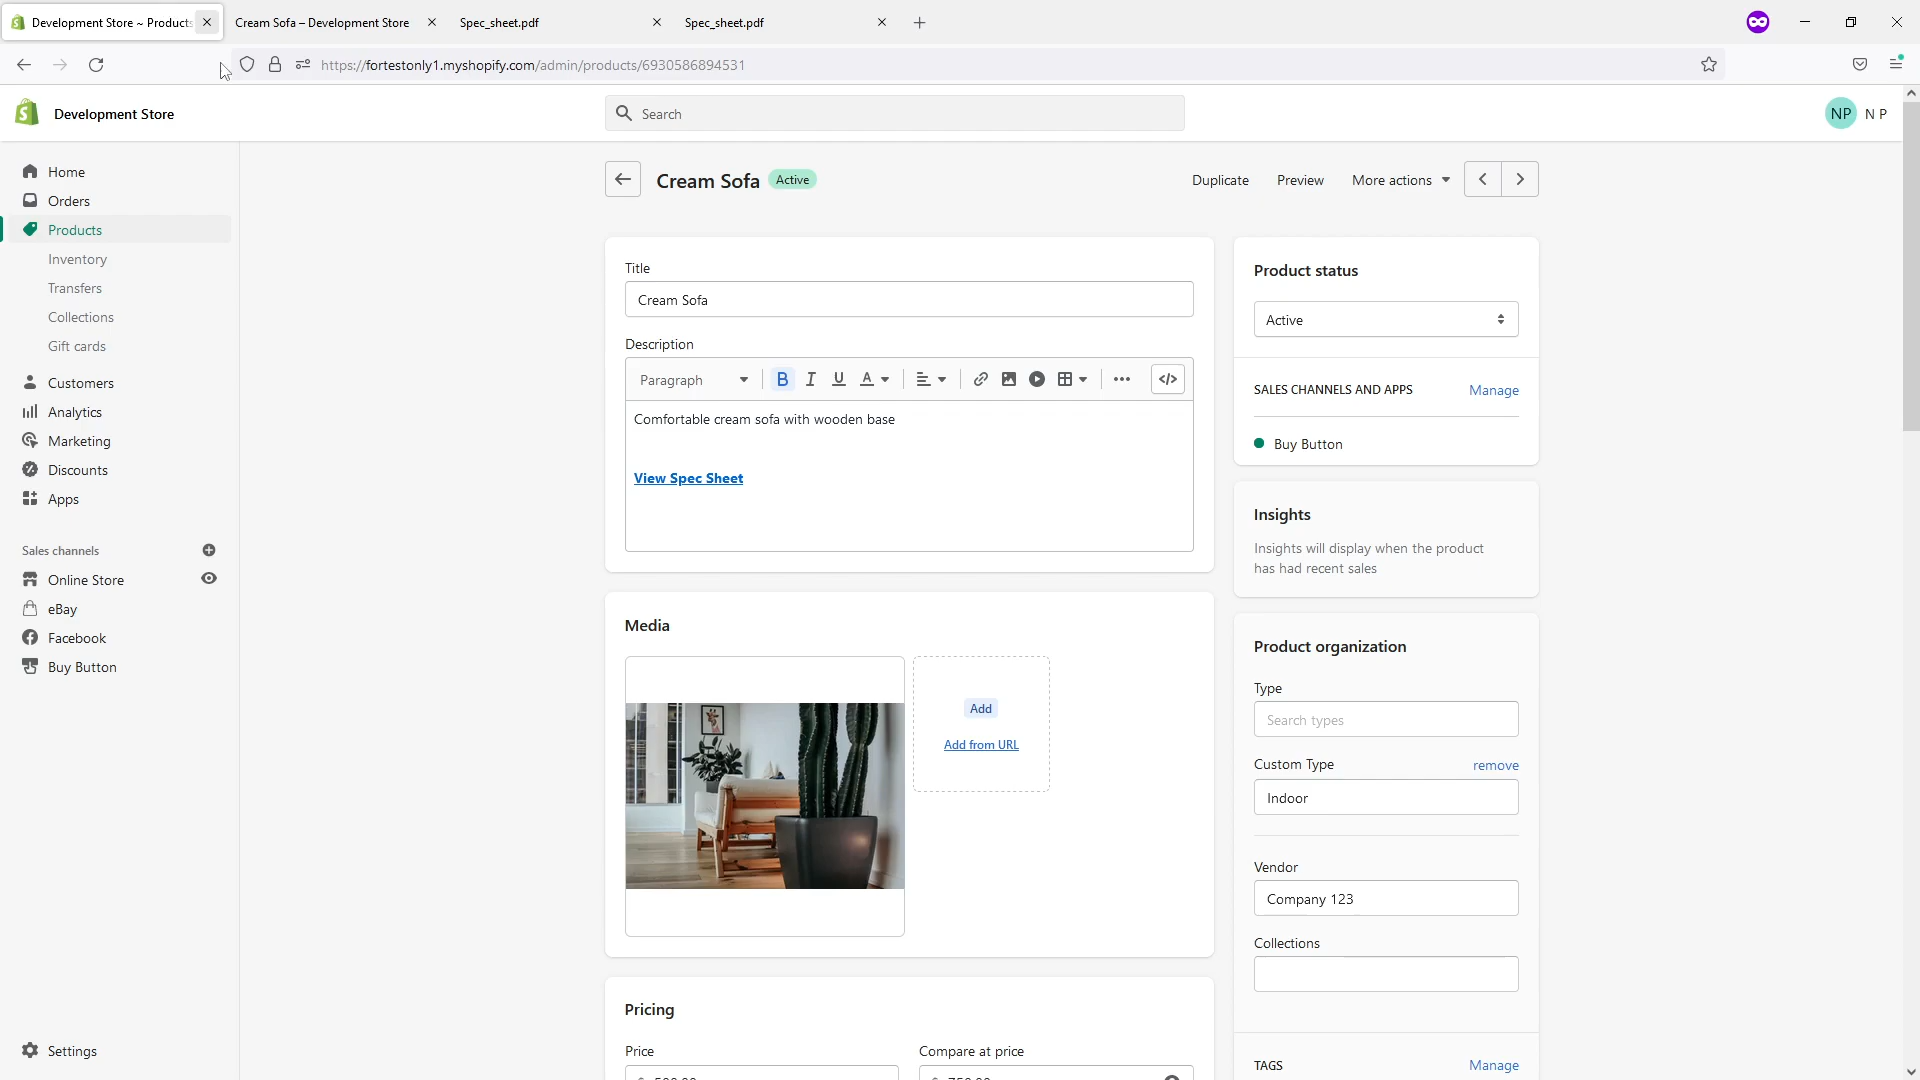 Development Store ~ Products
Cream Sofa – Development Store
Spec_sheet.pdf
Spec_sheet.pdf
https://fortestonly1.myshopify.com/admin/products/6930586894531
Development Store
Search
NP
N P
Home
Orders
Products
Inventory
Transfers
Collections
Gift cards
Customers
Analytics
Marketing
Discounts
Apps
Sales channels
Online Store
eBay
Facebook
Buy Button
Settings
Cream Sofa
Active
Duplicate
Preview
More actions
Title
Cream Sofa
Description
Paragraph
B I U A
Comfortable cream sofa with wooden base
View Spec Sheet
Media
Add
Add from URL
Pricing
Price
Compare at price
Product status
Active
SALES CHANNELS AND APPS
Manage
Buy Button
Insights
Insights will display when the product
has had recent sales
Product organization
Type
Search types
Custom Type
remove
Indoor
Vendor
Company 123
Collections
TAGS
Manage